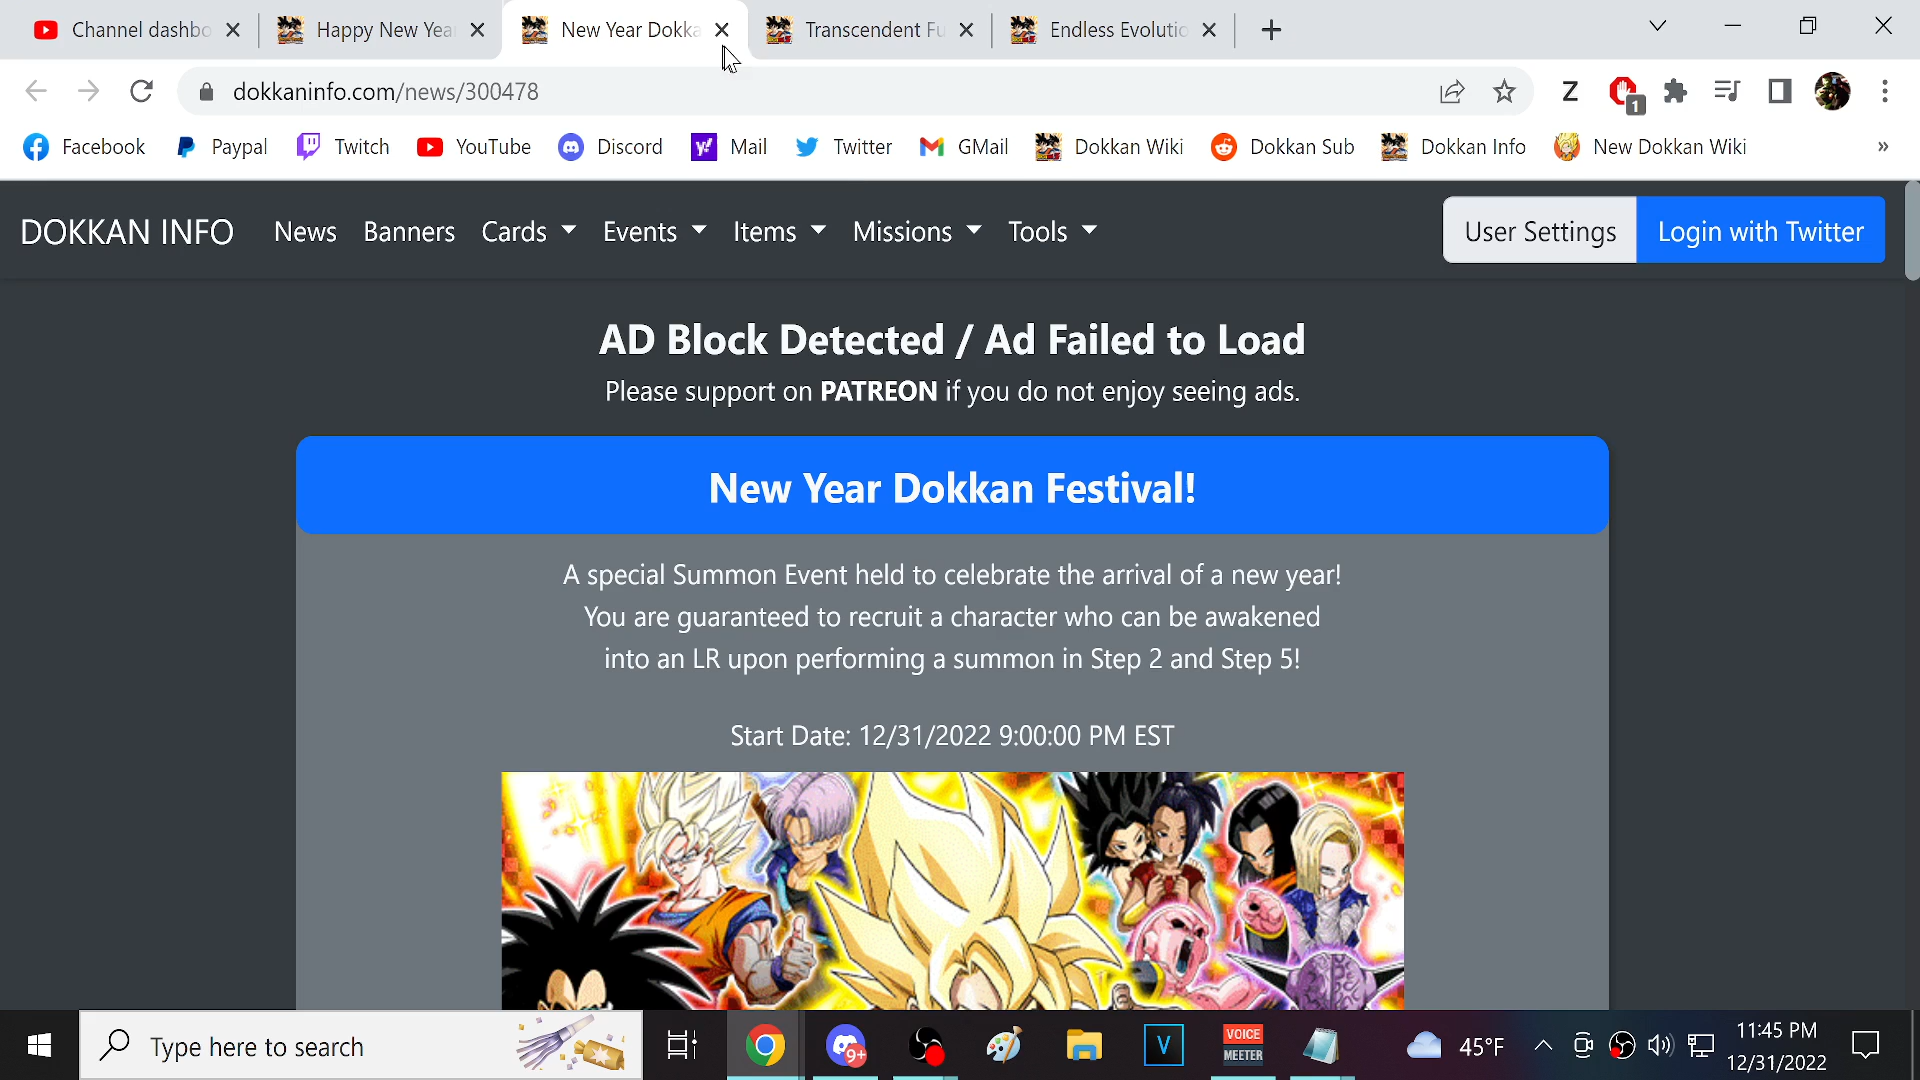 Channel dashbo
Happy New Yea
New Year Dokka
Transcendent Fu
Endless Evolutio
dokkaninfo.com/news/300478
Z
1
Facebook
Paypal
Twitch
YouTube
Discord
y!
Mail
Twitter
GMail
Dokkan Wiki
Dokkan Sub
Dokkan Info
New Dokkan Wiki
»
DOKKAN INFO
News
Banners
Cards
Events
Items
Missions
Tools
User Settings
Login with Twitter
AD Block Detected / Ad Failed to Load
Please support on PATREON if you do not enjoy seeing ads.
New Year Dokkan Festival!
A special Summon Event held to celebrate the arrival of a new year!
You are guaranteed to recruit a character who can be awakened
into an LR upon performing a summon in Step 2 and Step 5!
Start Date: 12/31/2022 9:00:00 PM EST
Type here to search
9+
V
VOICE
MEETER
45°F
11:45 PM
12/31/2022